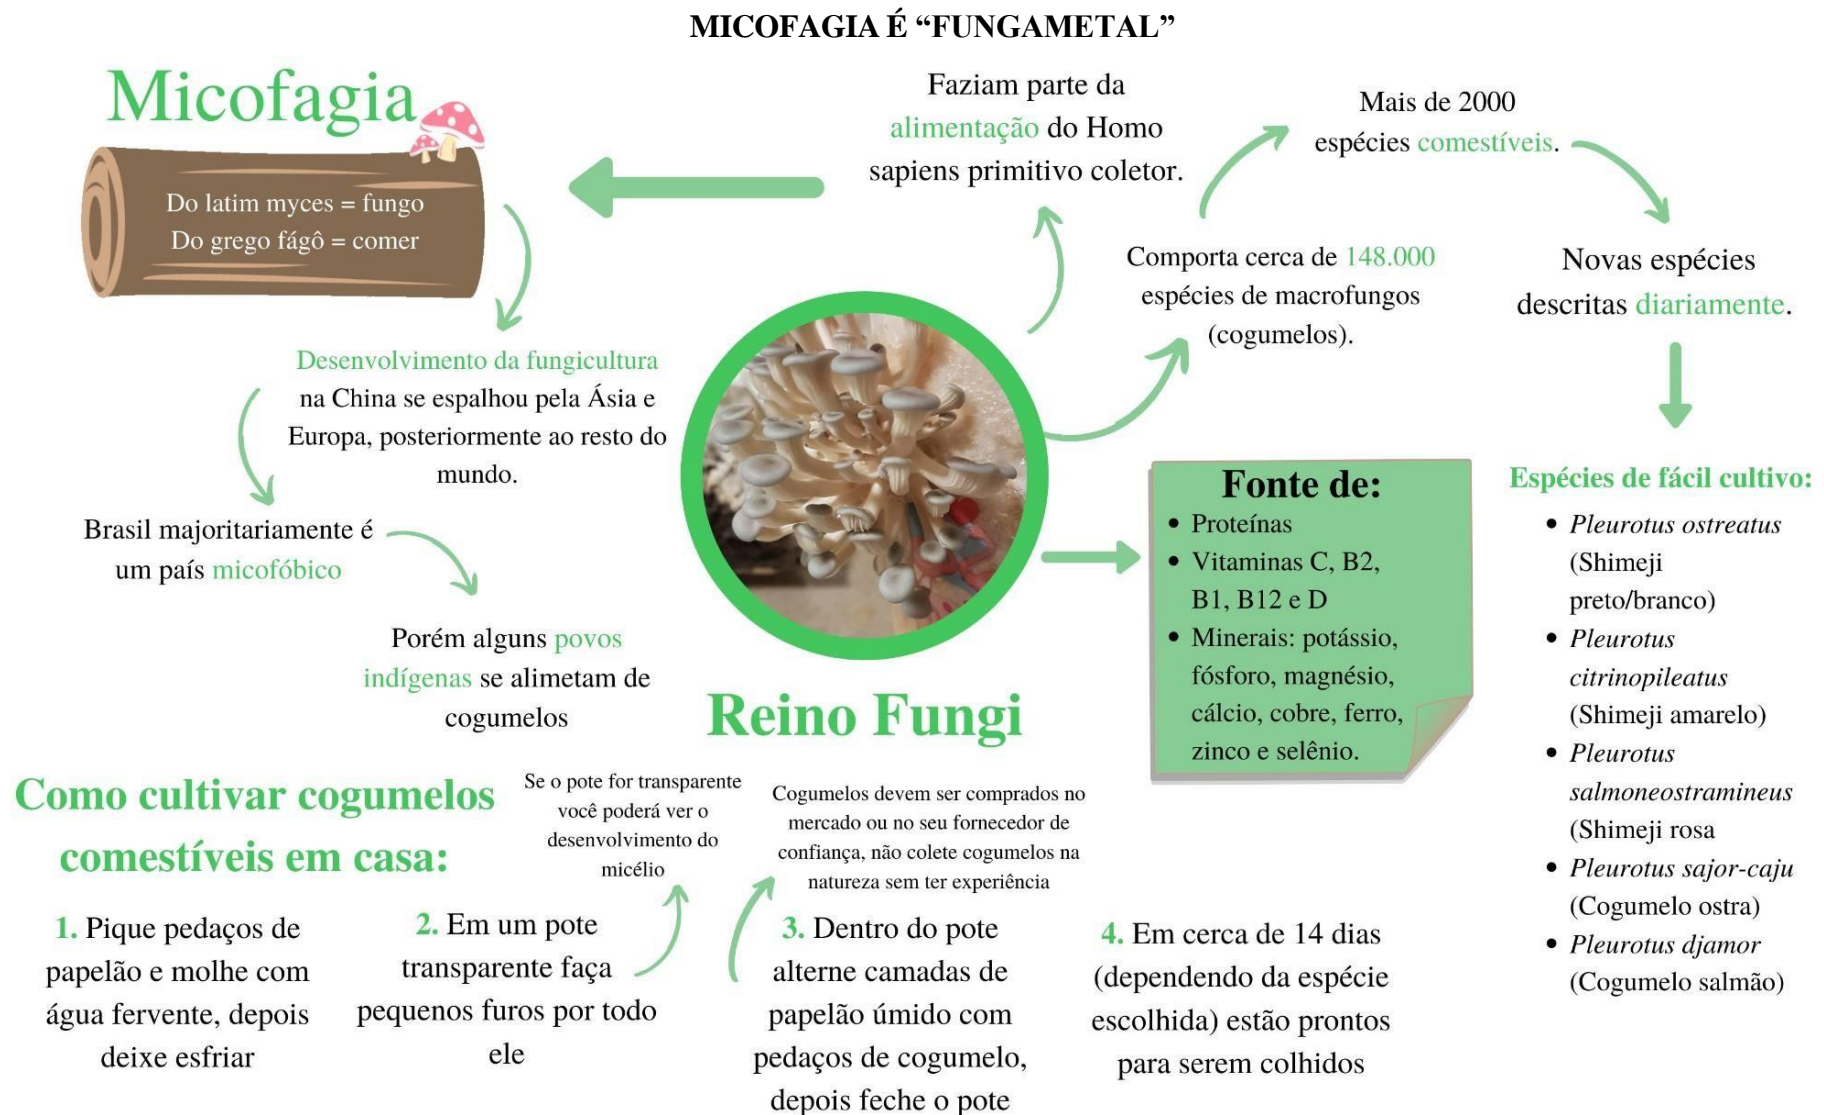 MICOFAGIA É “FUNGAMETAL”
Micofagia
Do latim myces = fungo
Do grego fágô = comer
Faziam parte da
alimentação do Homo
sapiens primitivo coletor.
Mais de 2000
espécies comestíveis.
Comporta cerca de 148.000
espécies de macrofungos
(cogumelos).
Novas espécies
descritas diariamente.
Desenvolvimento da fungicultura
na China se espalhou pela Ásia e
Europa, posteriormente ao resto do
mundo.
Brasil majoritariamente é
um país micofóbico
Porém alguns povos
indígenas se alimetam de
cogumelos
Reino Fungi
Fonte de:
• Proteínas
• Vitaminas C, B2,
B1, B12 e D
• Minerais: potássio,
fósforo, magnésio,
cálcio, cobre, ferro,
zinco e selênio.
Espécies de fácil cultivo:
• Pleurotus ostreatus
(Shimeji
preto/branco)
• Pleurotus
citrinopileatus
(Shimeji amarelo)
• Pleurotus
salmoneostramineus
(Shimeji rosa
• Pleurotus sajor-caju
(Cogumelo ostra)
• Pleurotus djamor
(Cogumelo salmão)
Como cultivar cogumelos
comestíveis em casa:
1. Pique pedaços de
papelão e molhe com
água fervente, depois
deixe esfriar
2. Em um pote
transparente faça
pequenos furos por todo
ele
Se o pote for transparente
você poderá ver o
desenvolvimento do
micélio
3. Dentro do pote
alterne camadas de
papelão úmido com
pedaços de cogumelo,
depois feche o pote
Cogumelos devem ser comprados no
mercado ou no seu fornecedor de
confiança, não colete cogumelos na
natureza sem ter experiência
4. Em cerca de 14 dias
(dependendo da espécie
escolhida) estão prontos
para serem colhidos